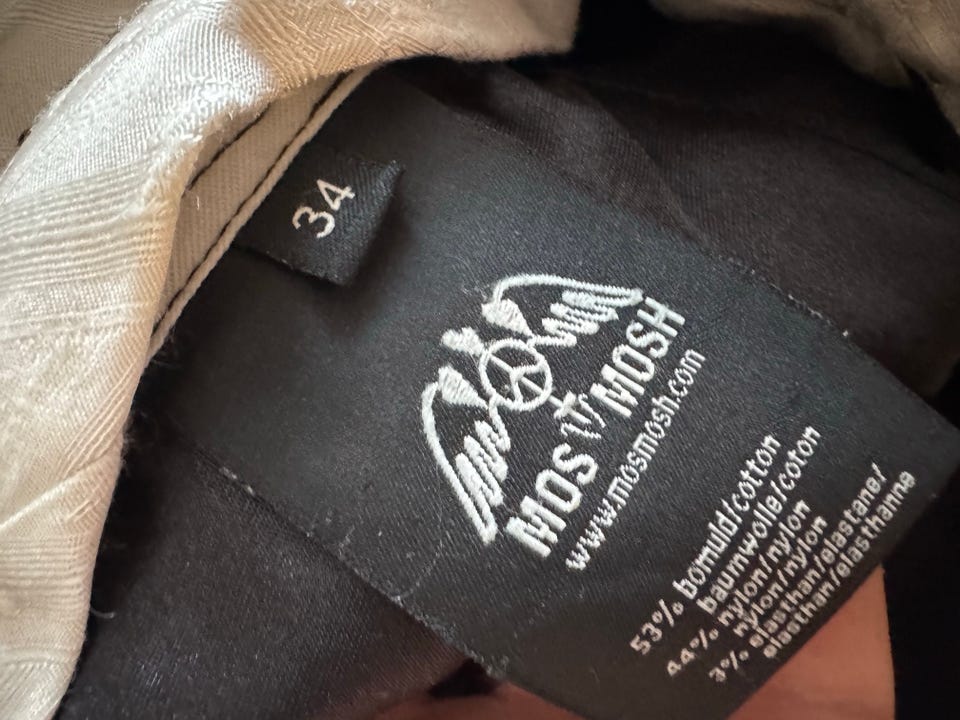 34
MOS MOSH
www.mosmosh.com
53% bomuld/cotton
baumwolle/coton
44% nylon/nylon
nylon/nylon
3% elasthan/elastane/
elasthan/elasthanne